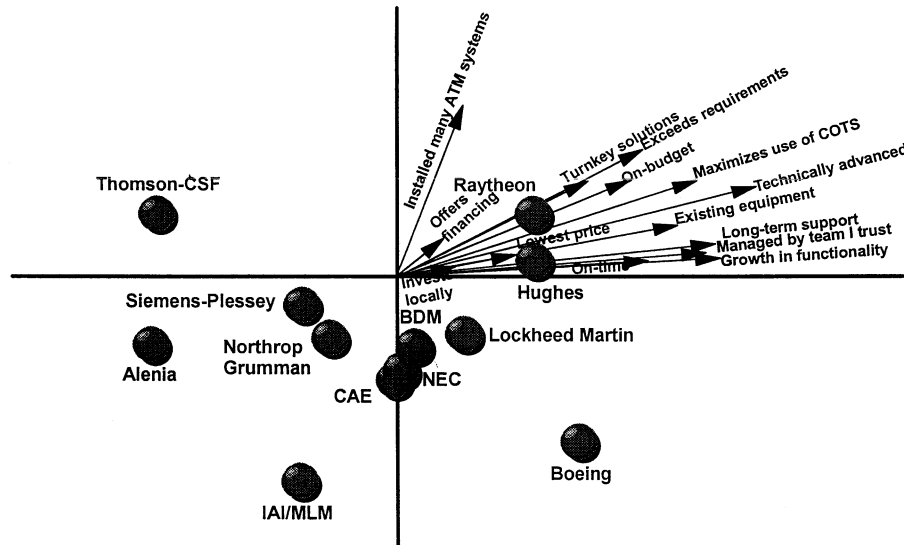 Installed many ATM systems
Exceeds requirements
Turnkey solutions
On-budget
Maximizes use of COTS
Technically advanced
Thomson-CSF
Raytheon
Offers
financing
Existing equipment
Lowest price
Long-term support
Managed by team I trust
Growth in functionality
On-time
locally
Hughes
Siemens-Plessey
BDM
Lockheed Martin
Northrop
Grumman
Alenia
CAE
NEC
Boeing
IAI/MLM